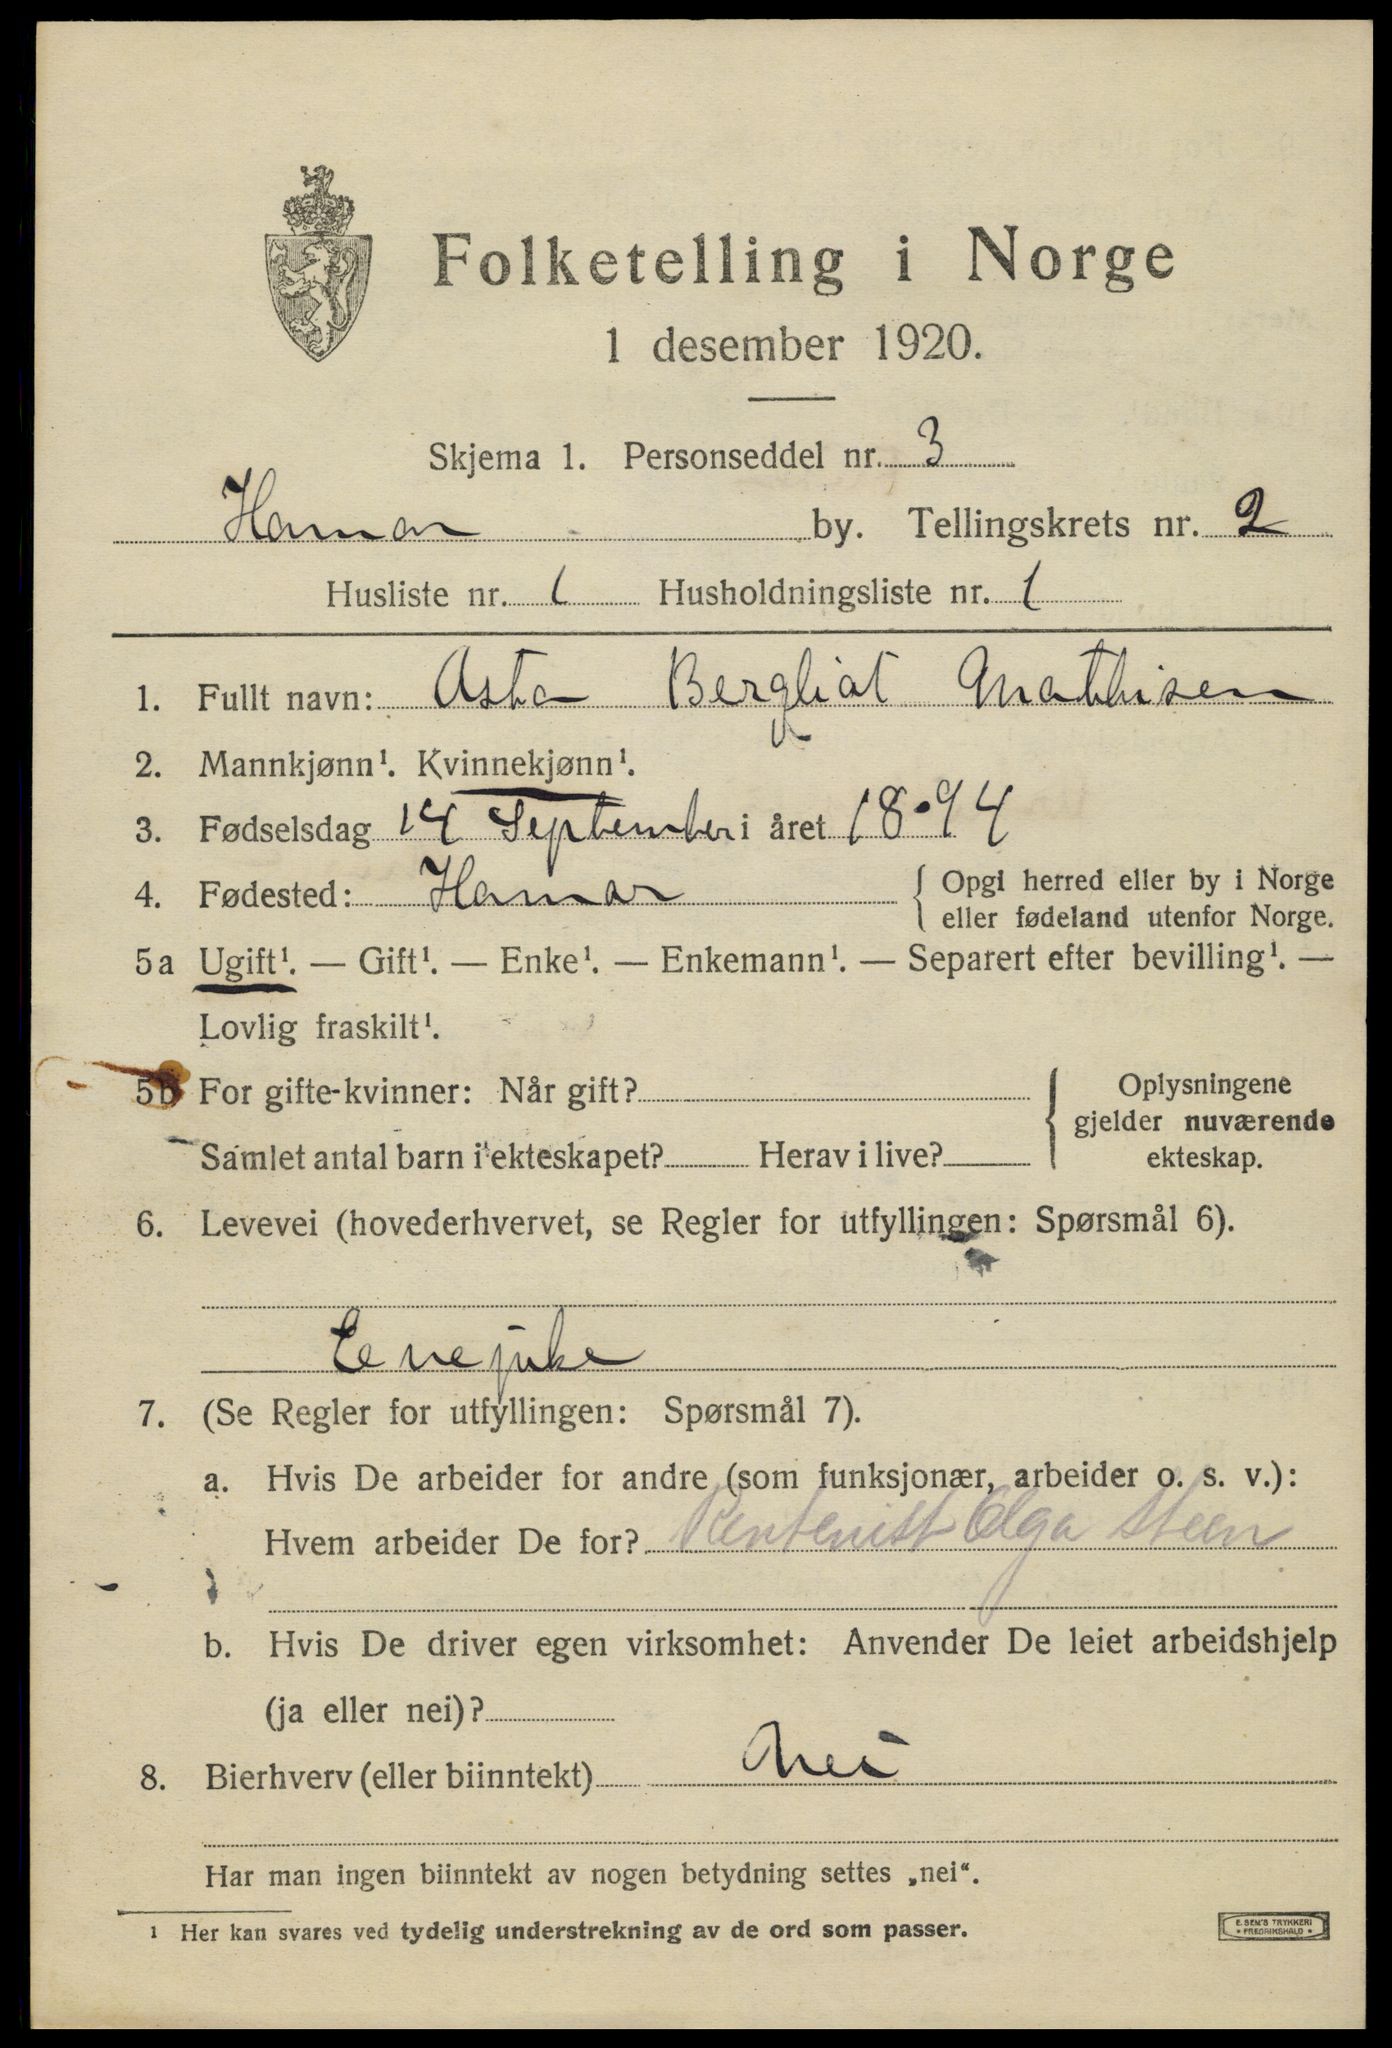 Folketelling i Norge
1 desember 1920.
Skjema 1. Personseddel nr. 3
Hamar by. Tellingskrets nr. 2
Husliste nr. 1 Husholdningsliste nr. 1
1. Fullt navn: Asta Bergliot Mathisen
2. Mannkjønn¹. Kvinnekjønn¹.
3. Fødselsdag 14 September i året 18.94
4. Fødested: Hamar { Opgi herred eller by i Norge
eller fødeland utenfor Norge.
5a Ugift¹. — Gift¹. — Enke¹. — Enkemann¹. — Separert efter bevilling¹. —
Lovlig fraskilt¹.
5b For gifte kvinner: Når gift? { Oplysningene
gjelder nuværende
Samlet antal barn i ekteskapet? Herav i live? ekteskap.
6. Levevei (hovederhvervet, se Regler for utfyllingen: Spørsmål 6).
Enepike
7. (Se Regler for utfyllingen: Spørsmål 7).
a. Hvis De arbeider for andre (som funksjonær, arbeider o. s. v.):
Hvem arbeider De for? Rentenist Olga Steen
b. Hvis De driver egen virksomhet: Anvender De leiet arbeidshjelp
(ja eller nei)?
8. Bierhverv (eller biinntekt) Nei
Har man ingen biinntekt av nogen betydning settes „nei“.
1 Her kan svares ved tydelig understrekning av de ord som passer.
E. SEM'S TRYKKERI
* FREDRIKSHALD *